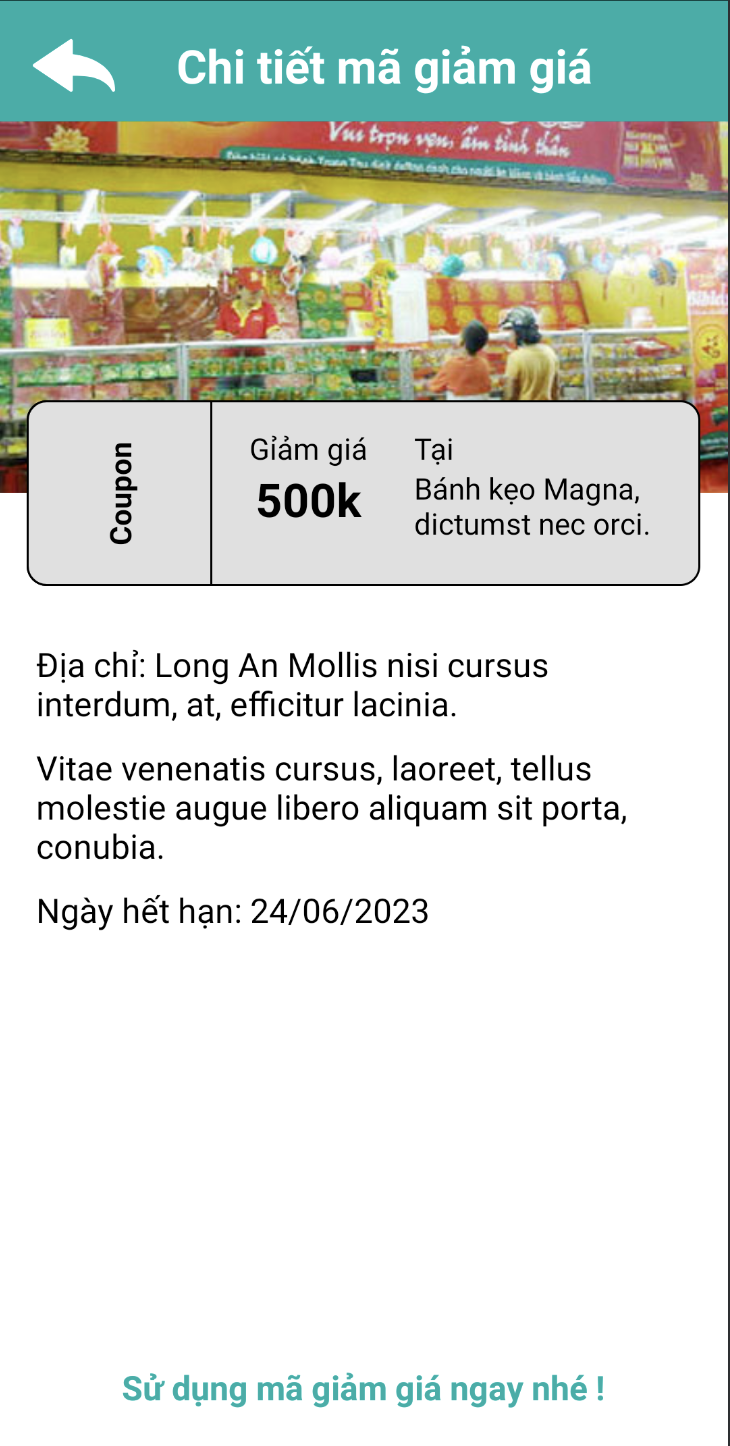 Chi tiết mã giảm giá
Vui trọn vẹn, ấm tình thân
Bibica
Coupon
Giảm giá
500k
Tại
Bánh kẹo Magna,
dictumst nec orci.
Địa chỉ: Long An Mollis nisi cursus
interdum, at, efficitur lacinia.
Vitae venenatis cursus, laoreet, tellus
molestie augue libero aliquam sit porta,
conubia.
Ngày hết hạn: 24/06/2023
Sử dụng mã giảm giá ngay nhé !